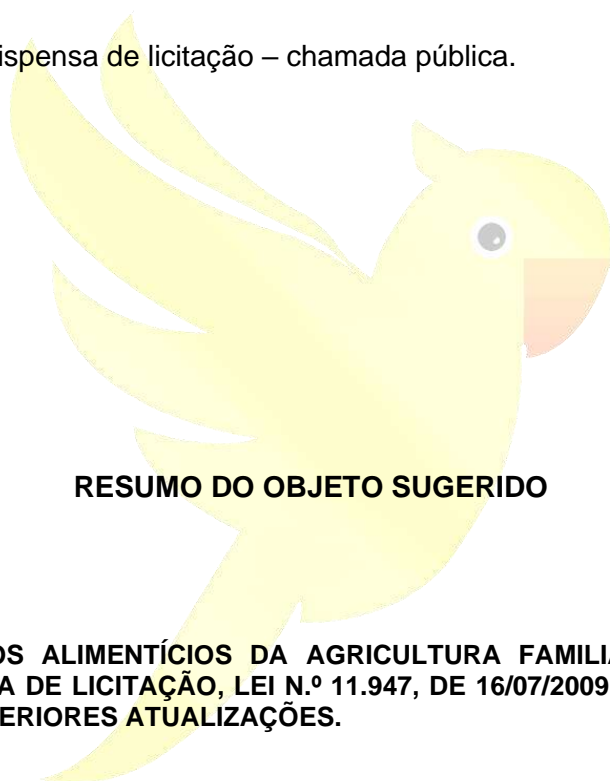 ispensa de licitação – chamada pública.
RESUMO DO OBJETO SUGERIDO
OS ALIMENTÍCIOS DA AGRICULTURA FAMILIA
A DE LICITAÇÃO, LEI N.º 11.947, DE 16/07/2009
TERIORES ATUALIZAÇÕES.